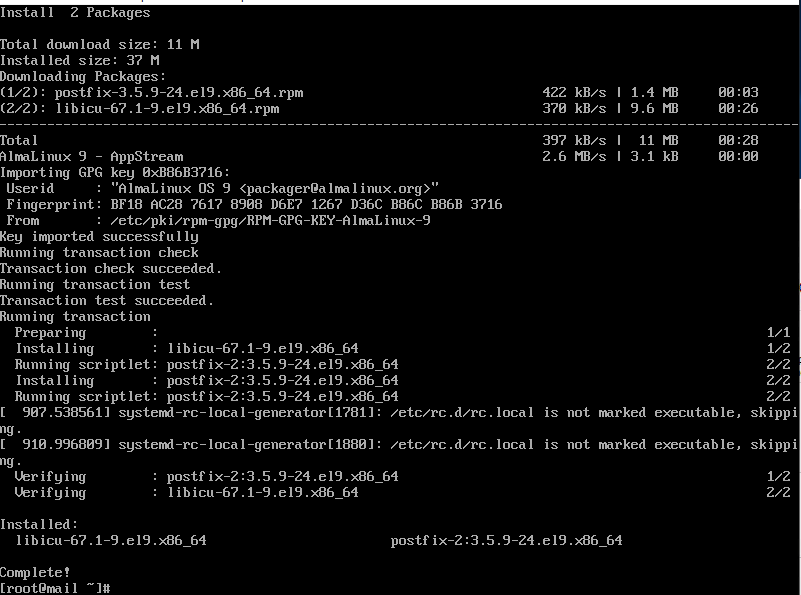 Install  2 Packages
Total download size: 11 M
Installed size: 37 M
Downloading Packages:
(1/2): postfix-3.5.9-24.el9.x86_64.rpm 422 kB/s | 1.4 MB 00:03
(2/2): libicu-67.1-9.el9.x86_64.rpm 370 kB/s | 9.6 MB 00:26
--------------------------------------------------------------------------------
Total 397 kB/s | 11 MB 00:28
AlmaLinux 9 - AppStream 2.6 MB/s | 3.1 kB 00:00
Importing GPG key 0xB86B3716:
 Userid     : "AlmaLinux OS 9 <packager@almalinux.org>"
 Fingerprint: BF18 AC28 7617 8908 D6E7 1267 D36C B86C B86B 3716
 From       : /etc/pki/rpm-gpg/RPM-GPG-KEY-AlmaLinux-9
Key imported successfully
Running transaction check
Transaction check succeeded.
Running transaction test
Transaction test succeeded.
Running transaction
  Preparing        : 1/1
  Installing       : libicu-67.1-9.el9.x86_64 1/2
  Running scriptlet: postfix-2:3.5.9-24.el9.x86_64 2/2
  Installing       : postfix-2:3.5.9-24.el9.x86_64 2/2
  Running scriptlet: postfix-2:3.5.9-24.el9.x86_64 2/2
[  907.538561] systemd-rc-local-generator[1781]: /etc/rc.d/rc.local is not marked executable, skippi
ng.
[  910.996809] systemd-rc-local-generator[1880]: /etc/rc.d/rc.local is not marked executable, skippi
ng.
  Verifying        : postfix-2:3.5.9-24.el9.x86_64 1/2
  Verifying        : libicu-67.1-9.el9.x86_64 2/2
Installed:
  libicu-67.1-9.el9.x86_64 postfix-2:3.5.9-24.el9.x86_64
Complete!
[root@mail ~]#